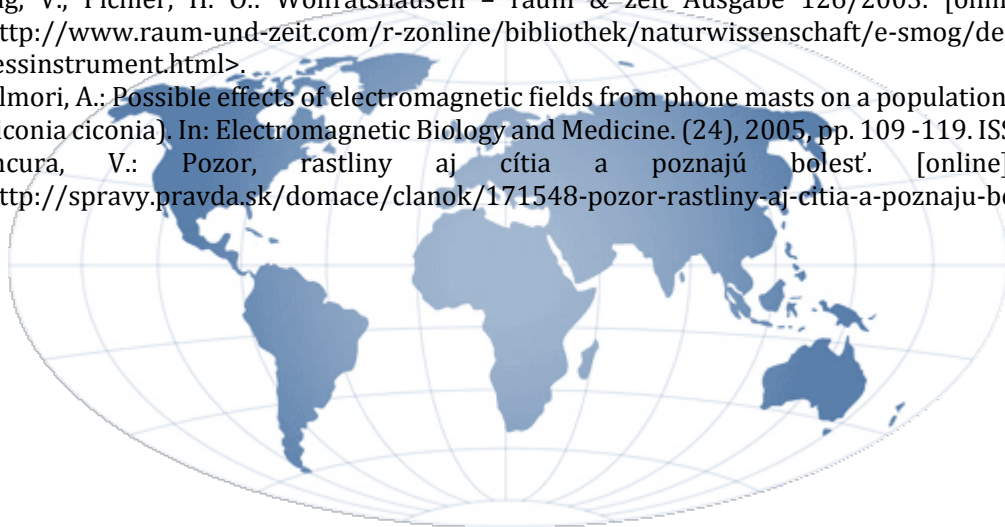 V., Pichler, H. O.: Wolfratshausen – raum & zeit Ausgabe 126/2003.
ttp://www.raum-und-zeit.com/r-zonline/bibliothek/naturwissenschaft/e-smog/de
essinstrument.html>.
lmori, A.: Possible effects of electromagnetic fields from phone masts on a population
iconia ciconia). In: Electromagnetic Biology and Medicine. (24), 2005, pp. 109 -119. ISS
ncura, V.: Pozor, rastliny aj cítia a poznajú bolesť. [online]
ttp://spravy.pravda.sk/domace/clanok/171548-pozor-rastliny-aj-citia-a-poznaju-b